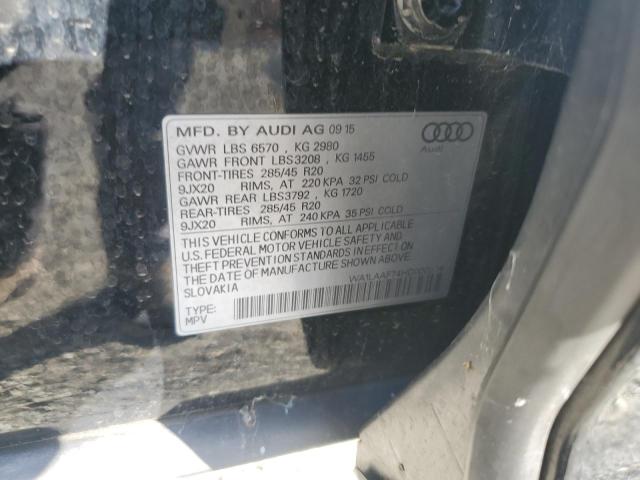 MFD. BY AUDI AG 09 15
GVWR LBS 6570 , KG 2980
GAWR FRONT LBS3208 , KG 1455
FRONT-TIRES 285/45 R20
9JX20 RIMS, AT 220 KPA 32 PSI COLD
GAWR REAR LBS3792 , KG 1720
REAR-TIRES 285/45 R20
9JX20 RIMS, AT 240 KPA 35 PSI COLD
THIS VEHICLE CONFORMS TO ALL APPLICABLE
U.S. FEDERAL MOTOR VEHICLE SAFETY AND
THEFT PREVENTION STANDARDS IN EFFECT ON
THE DATE OF MANUFACTURE SHOWN ABOVE
SLOVAKIA
TYPE:
MPV
Audi